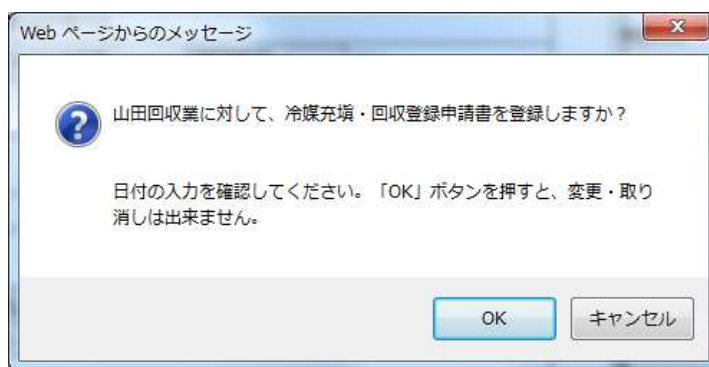 Web ページからのメッセージ
山田回収業に対して、冷媒充填・回収登録申請書を登録しますか?
日付の入力を確認してください。「OK」ボタンを押すと、変更・取り
消しは出来ません。
OK
キャンセル